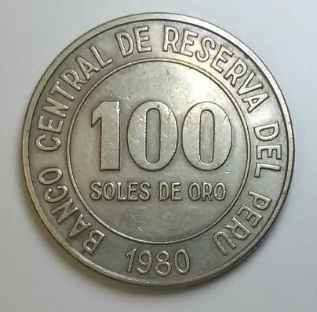 BANCO CENTRAL DE RESERVA DEL PERU
100
SOLES DE ORO
1980